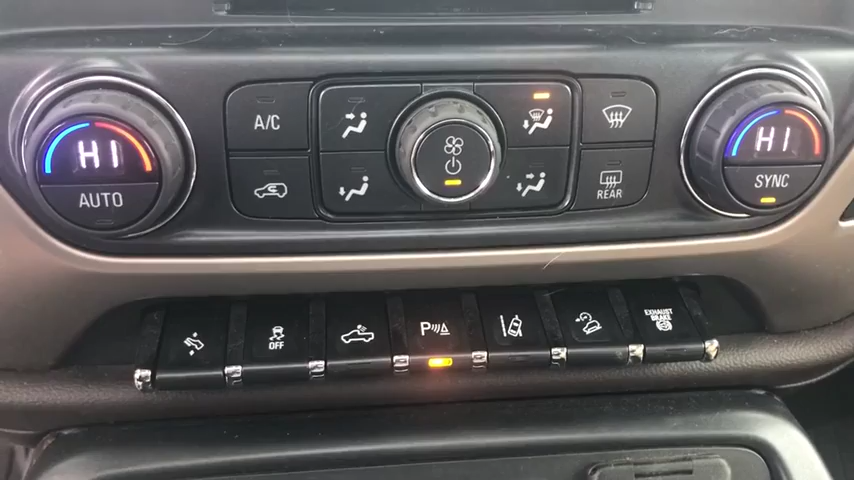 HI
A/C
HI
AUTO
REAR
SYNC
OFF
P
EXHAUST
BRAKE